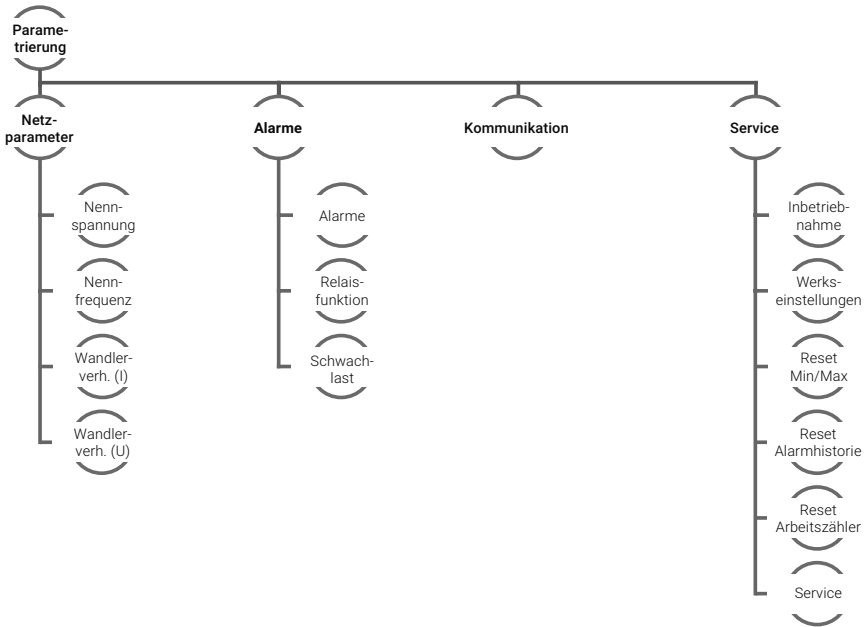 Parame-
trierung
Netz-
parameter
Alarme
Kommunikation
Service
Nenn-
spannung
Nenn-
frequenz
Wandler-
verh. (I)
Wandler-
verh. (U)
Alarme
Relais-
funktion
Schwach-
last
Inbetrieb-
nahme
Werks-
einstellungen
Reset
Min/Max
Reset
Alarmhistorie
Reset
Arbeitszähler
Service